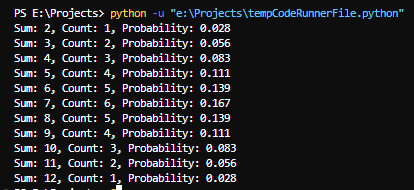 PS E:\Projects> python -u "e:\Projects\tempCodeRunnerFile.python"
Sum: 2, Count: 1, Probability: 0.028
Sum: 3, Count: 2, Probability: 0.056
Sum: 4, Count: 3, Probability: 0.083
Sum: 5, Count: 4, Probability: 0.111
Sum: 6, Count: 5, Probability: 0.139
Sum: 7, Count: 6, Probability: 0.167
Sum: 8, Count: 5, Probability: 0.139
Sum: 9, Count: 4, Probability: 0.111
Sum: 10, Count: 3, Probability: 0.083
Sum: 11, Count: 2, Probability: 0.056
Sum: 12, Count: 1, Probability: 0.028